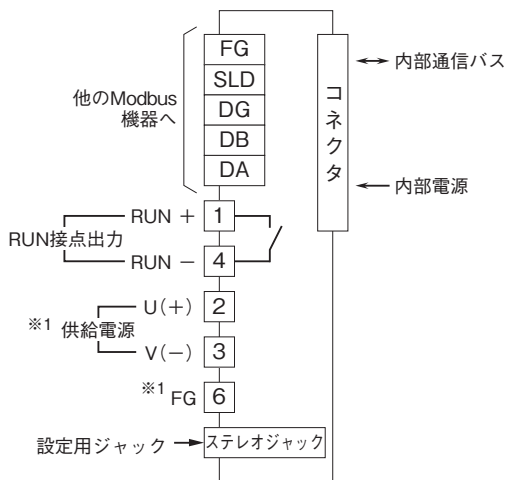 FG
SLD
DG
DB
DA
他のModbus
機器へ
コネクタ
内部通信バス
内部電源
RUN +
1
RUN接点出力
RUN −
4
U(+)
2
※1 供給電源
V(−)
3
※1 FG
6
設定用ジャック
ステレオジャック